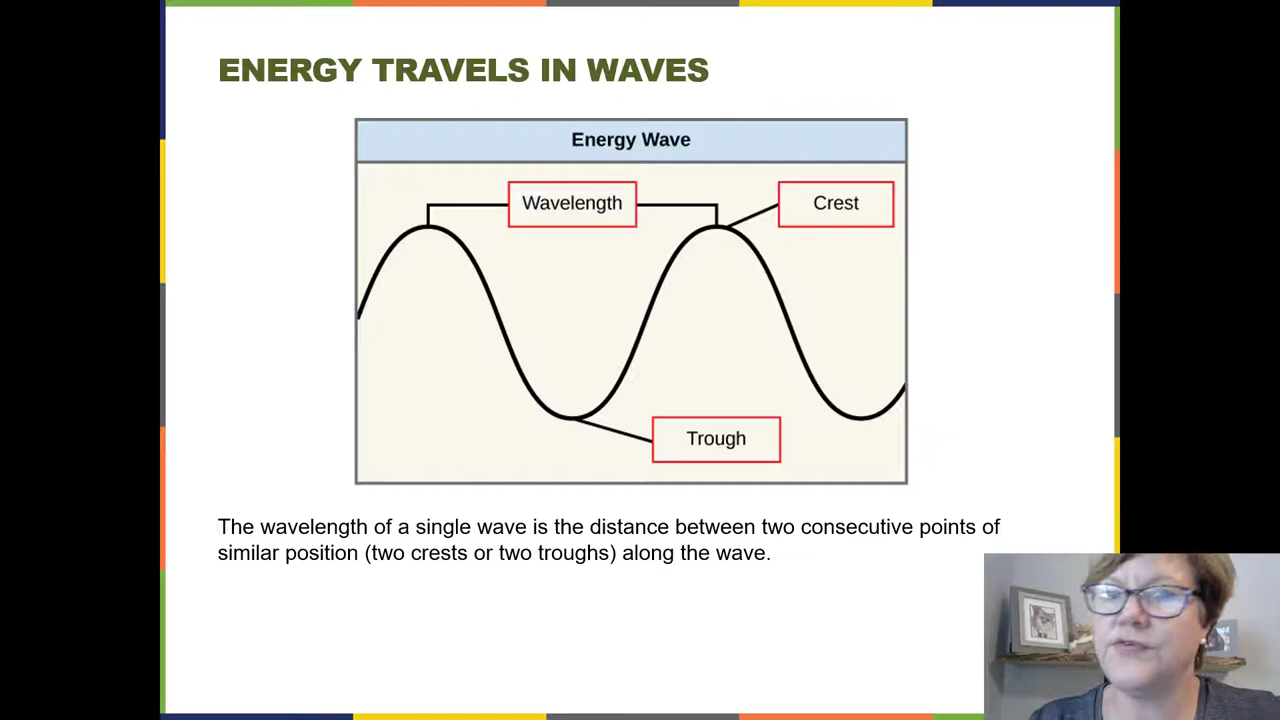 ENERGY TRAVELS IN WAVES
Energy Wave
Wavelength
Crest
Trough
The wavelength of a single wave is the distance between two consecutive points of
similar position (two crests or two troughs) along the wave.